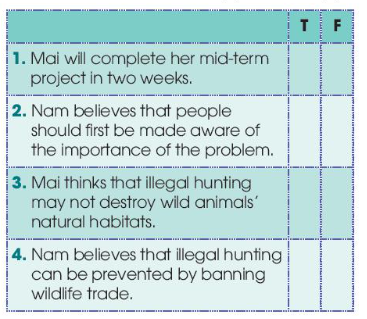 T F
1. Mai will complete her mid-term
project in two weeks.
2. Nam believes that people
should first be made aware of
the importance of the problem.
3. Mai thinks that illegal hunting
may not destroy wild animals'
natural habitats.
4. Nam believes that illegal hunting
can be prevented by banning
wildlife trade.